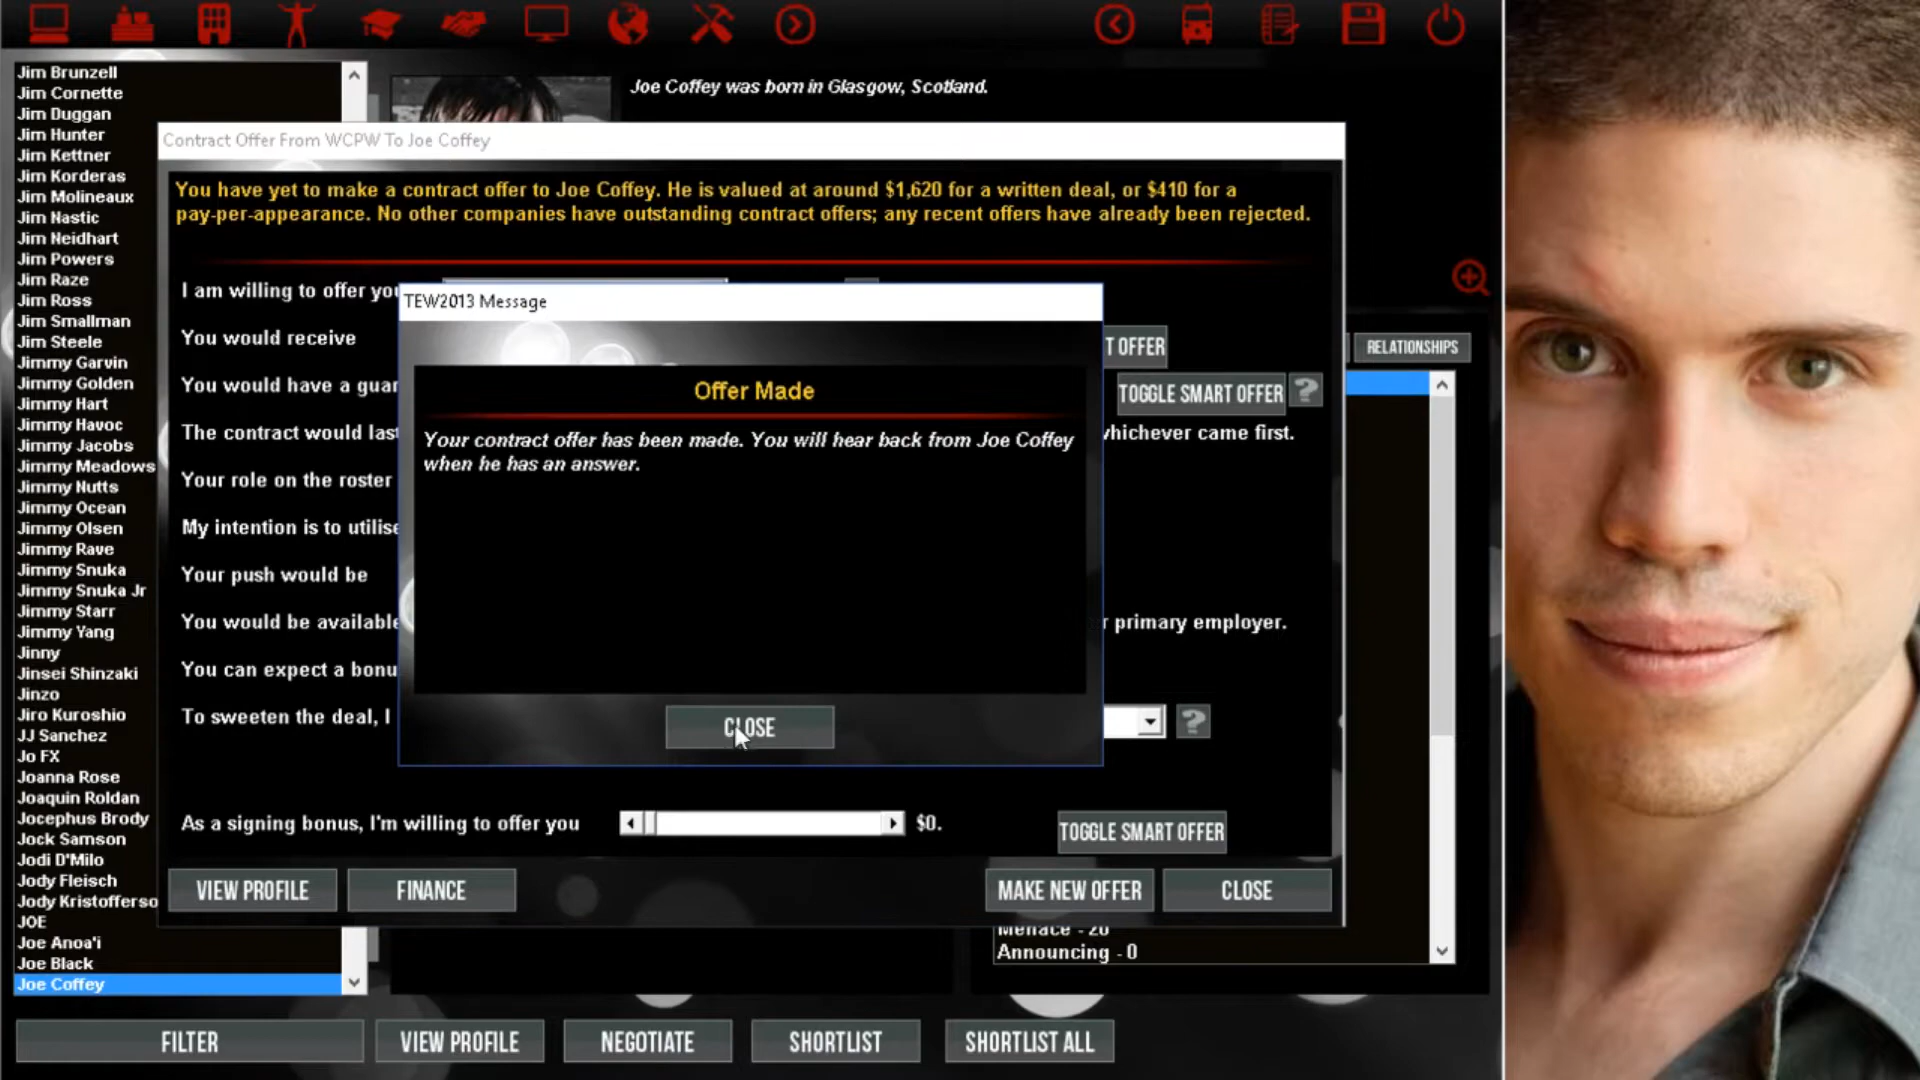 Joe Coffey was born in Glasgow, Scotland.
Jim Brunzell
Jim Cornette
Jim Duggan
Jim Hunter
Jim Kettner
Jim Korderas
Jim Molineaux
Jim Nastic
Jim Neidhart
Jim Powers
Jim Raze
Jim Ross
Jim Smallman
Jim Steele
Jimmy Garvin
Jimmy Golden
Jimmy Hart
Jimmy Havoc
Jimmy Jacobs
Jimmy Meadows
Jimmy Nutts
Jimmy Ocean
Jimmy Olsen
Jimmy Rave
Jimmy Snuka
Jimmy Snuka Jr
Jimmy Starr
Jimmy Yang
Jinny
Jinsei Shinzaki
Jinzo
Jiro Kuroshio
JJ Sanchez
Jo FX
Joanna Rose
Joaquin Roldan
Jocephus Brody
Jock Samson
Jodi D'Milo
Jody Fleisch
Jody Kristofferso
JOE
Joe Anoa'i
Joe Black
Joe Coffey
Contract Offer From WCPW To Joe Coffey
You have yet to make a contract offer to Joe Coffey. He is valued at around $1,620 for a written deal, or $410 for a
pay-per-appearance. No other companies have outstanding contract offers; any recent offers have already been rejected.
I am willing to offer you
You would receive
T OFFER
RELATIONSHIPS
You would have a guar
TOGGLE SMART OFFER ?
The contract would last
whichever came first.
Your role on the roster
My intention is to utilise
Your push would be
You would be available
r primary employer.
You can expect a bonu
To sweeten the deal, I
?
As a signing bonus, I'm willing to offer you
$0.
TOGGLE SMART OFFER
VIEW PROFILE
FINANCE
MAKE NEW OFFER
CLOSE
TEW2013 Message
Offer Made
Your contract offer has been made. You will hear back from Joe Coffey
when he has an answer.
CLOSE
Menace - 20
Announcing - 0
FILTER
VIEW PROFILE
NEGOTIATE
SHORTLIST
SHORTLIST ALL